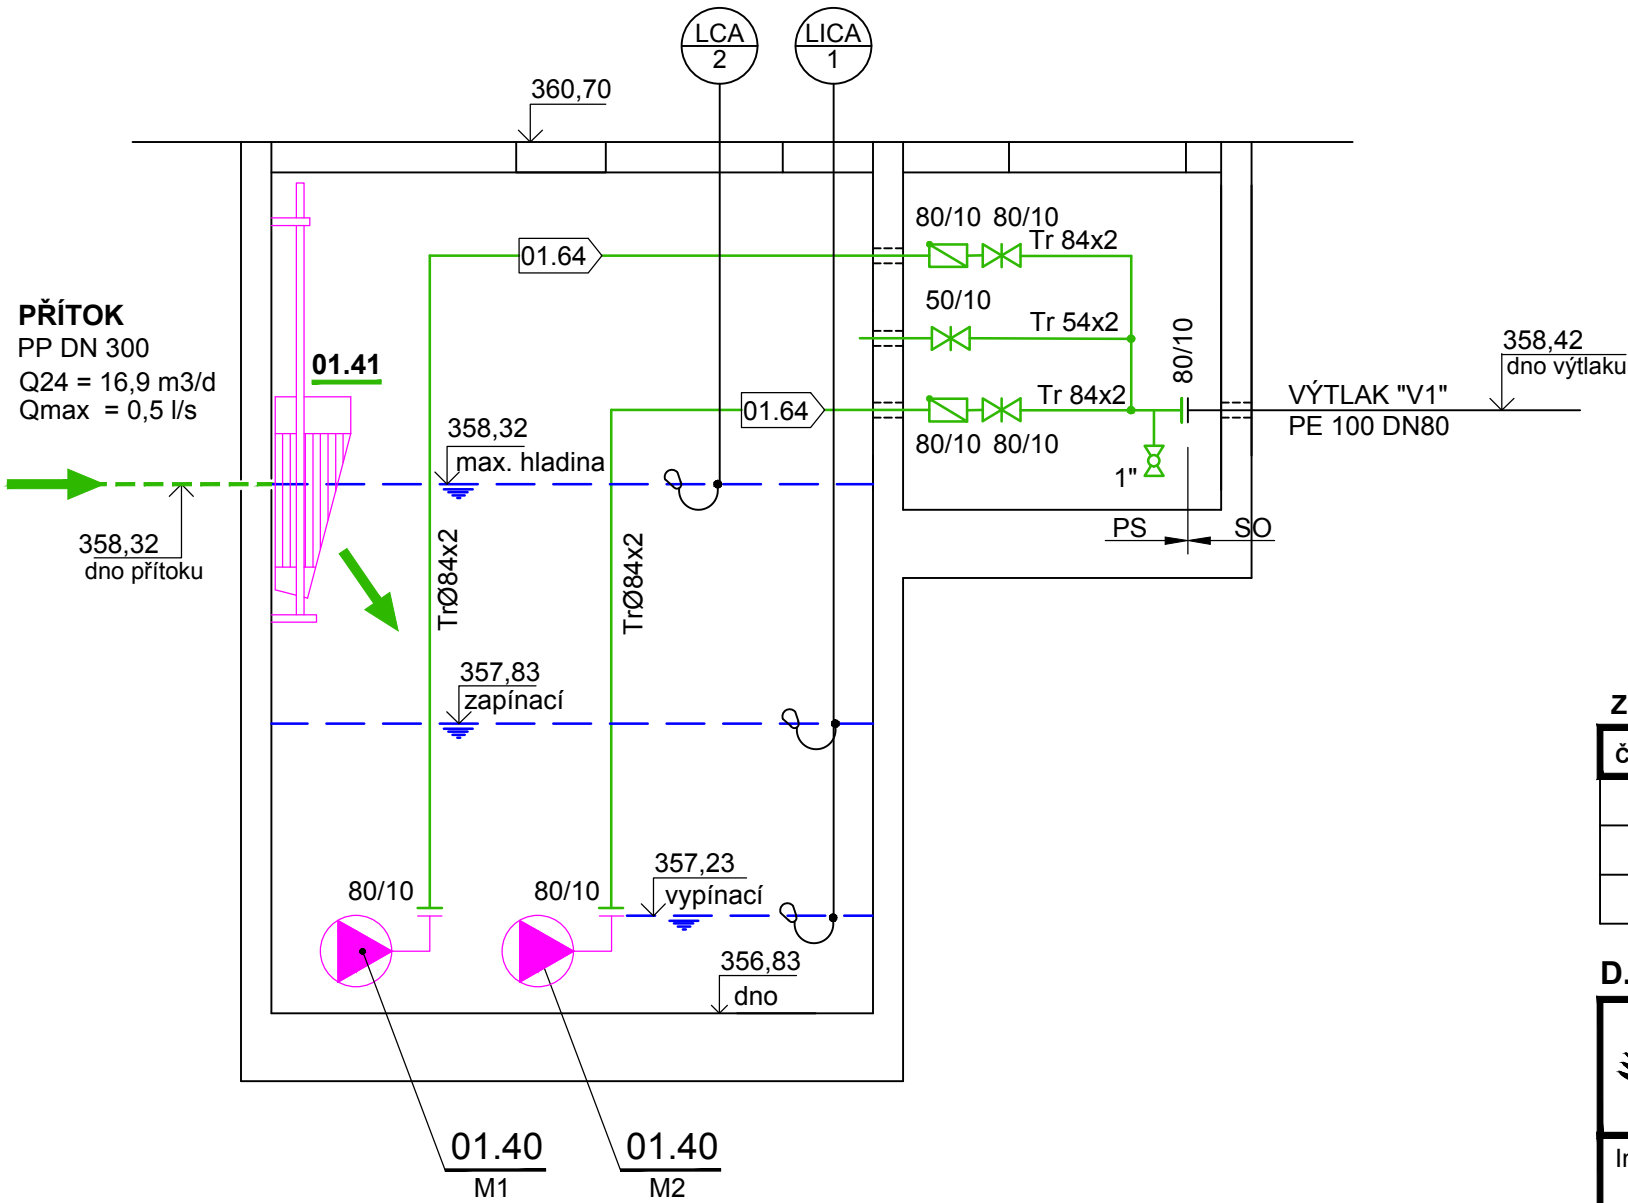 LCA
2
LICA
1
360,70
80/10 80/10
Tr 84x2
01.64
PŘÍTOK
PP DN 300
Q24 = 16,9 m3/d
Qmax = 0,5 l/s
01.41
50/10
Tr 54x2
80/10
358,42
dno výtlaku
01.64
Tr 84x2
VÝTLAK "V1"
PE 100 DN80
80/10 80/10
358,32
max. hladina
1"
PS
SO
358,32
dno přítoku
TrØ84x2
TrØ84x2
357,83
zapínací
80/10
80/10
357,23
vypínací
356,83
dno
01.40
M1
01.40
M2
Z
D.